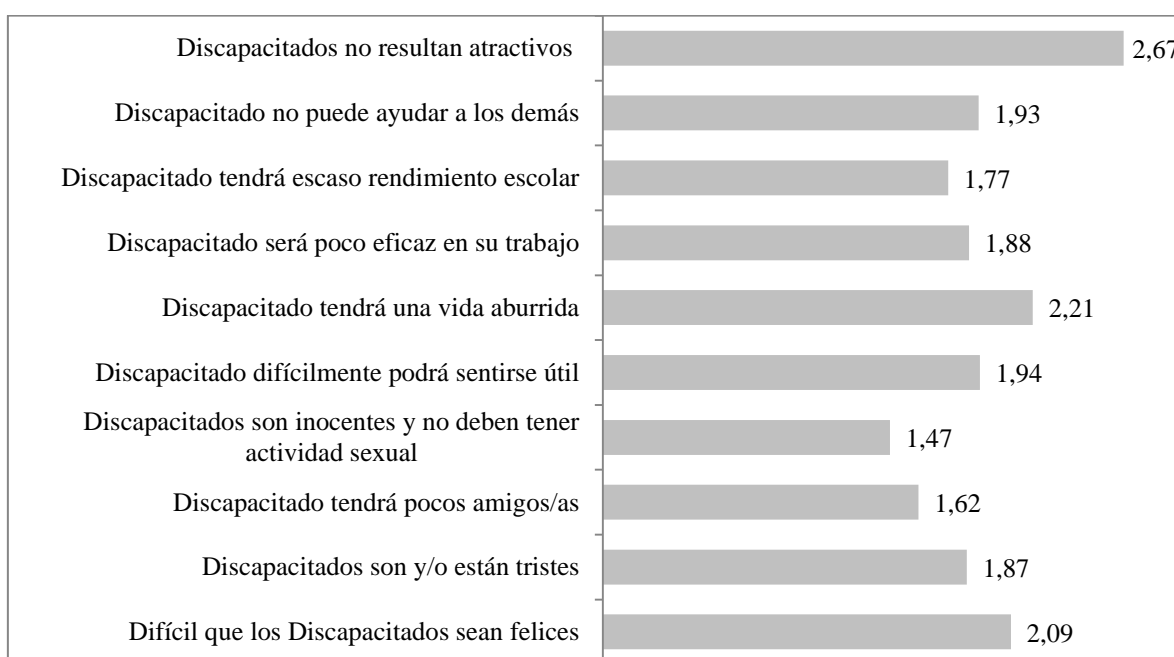 Discapacitados no resultan atractivos
2,67
Discapacitado no puede ayudar a los demás
1,93
Discapacitado tendrá escaso rendimiento escolar
1,77
Discapacitado será poco eficaz en su trabajo
1,88
Discapacitado tendrá una vida aburrida
2,21
Discapacitado difícilmente podrá sentirse útil
1,94
Discapacitados son inocentes y no deben tener
actividad sexual
1,47
Discapacitado tendrá pocos amigos/as
1,62
Discapacitados son y/o están tristes
1,87
Difícil que los Discapacitados sean felices
2,09